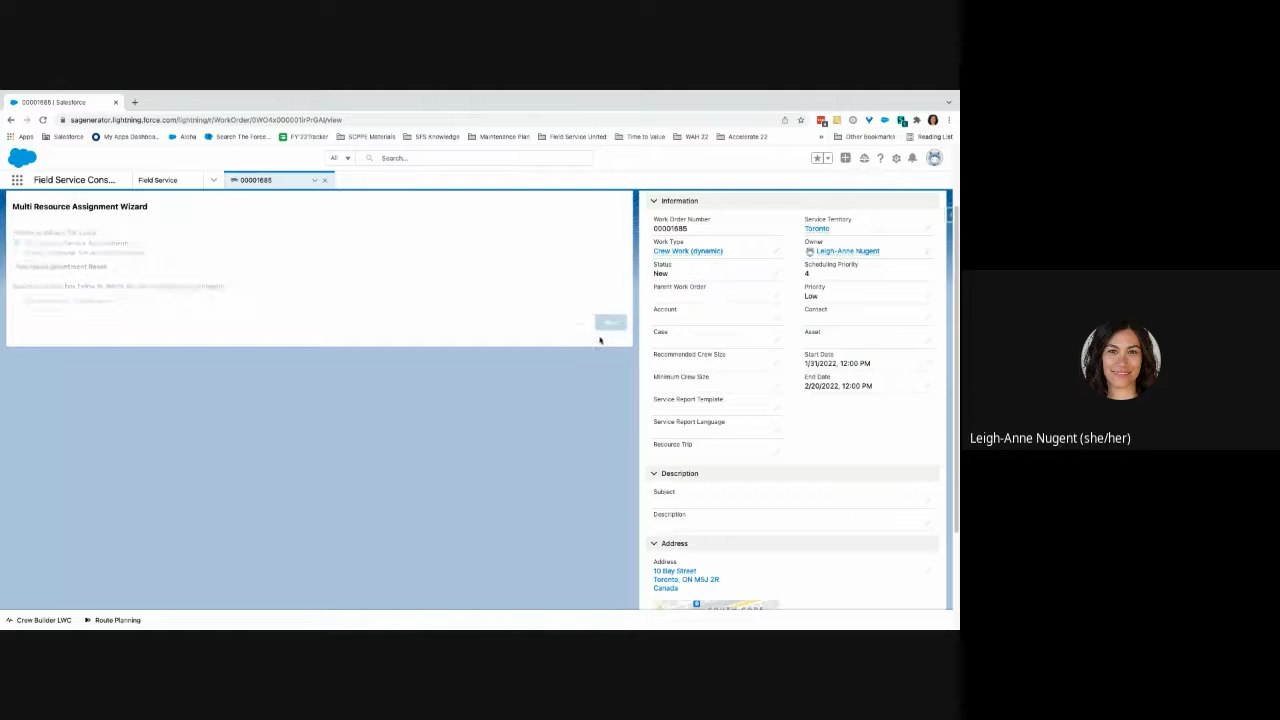 00001685 | Salesforce
sagenerator.lightning.force.com/lightning/r/WorkOrder/0WO4x000001irPrGAI/view
Apps Salesforce My Apps Dashboa... Aloha Search The Force... FY'22Tracker SCPPE Materials SFS Knowledge Maintenance Plan Field Service United Time to Value WAH 22 Accelerate 22 » Other Bookmarks Reading List
All Search...
Field Service Cons... Field Service 00001685
Multi Resource Assignment Wizard
Information
Work Order Number
00001685
Service Territory
Toronto
Work Type
Crew Work (dynamic)
Owner
Leigh-Anne Nugent
Status
New
Scheduling Priority
4
Parent Work Order
Priority
Low
Account
Contact
Case
Asset
Recommended Crew Size
Start Date
1/31/2022, 12:00 PM
Minimum Crew Size
End Date
2/20/2022, 12:00 PM
Service Report Template
Service Report Language
Resource Trip
Description
Subject
Description
Address
Address
10 Bay Street
Toronto, ON M5J 2R
Canada
Crew Builder LWC Route Planning
Leigh-Anne Nugent (she/her)